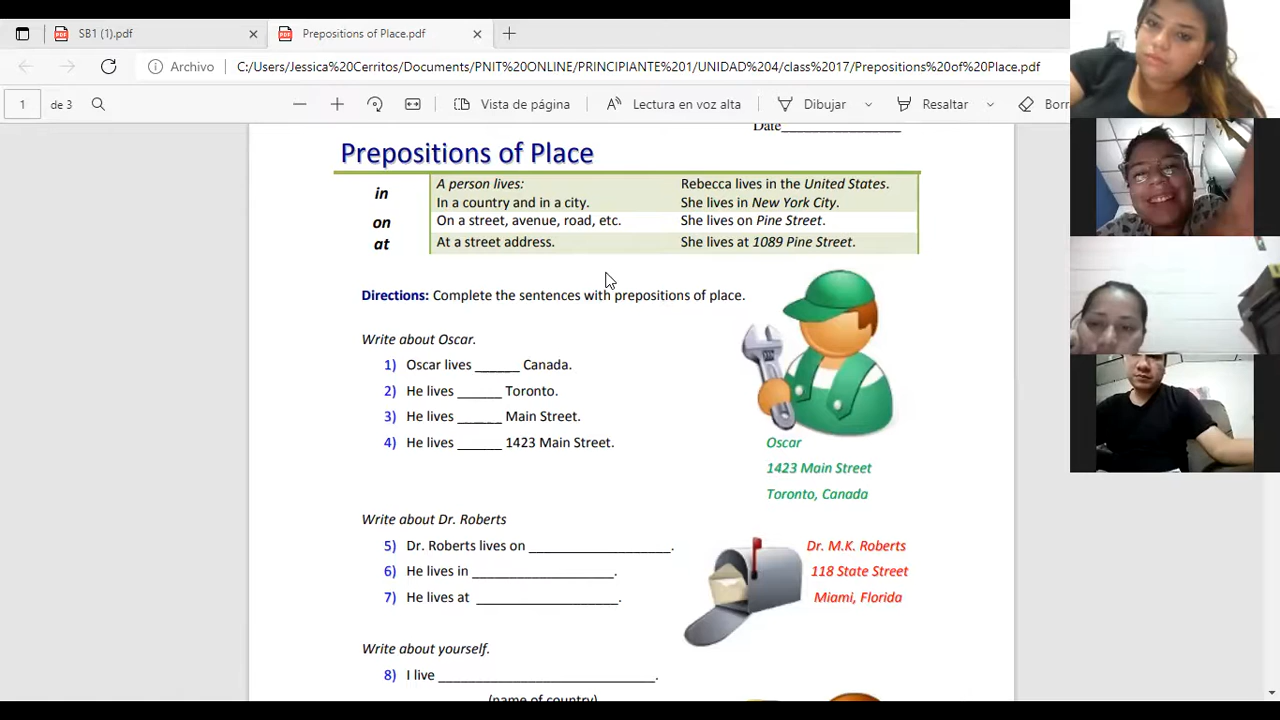 SB1 (1).pdf
Prepositions of Place.pdf
Archivo
C:/Users/Jessica%20Cerritos/Documents/PNIT%20ONLINE/PRINCIPIANTE%201/UNIDAD%204/class%2017/Prepositions%20of%20Place.pdf
1 de 3
Vista de página
Lectura en voz alta
Dibujar
Resaltar
Borr
Date_________________
Prepositions of Place
in
A person lives:
In a country and in a city.
Rebecca lives in the United States.
She lives in New York City.
on
On a street, avenue, road, etc.
She lives on Pine Street.
at
At a street address.
She lives at 1089 Pine Street.
Directions: Complete the sentences with prepositions of place.
Write about Oscar.
1) Oscar lives ______ Canada.
2) He lives ______ Toronto.
3) He lives ______ Main Street.
4) He lives ______ 1423 Main Street.
Oscar
1423 Main Street
Toronto, Canada
Write about Dr. Roberts
5) Dr. Roberts lives on ___________________.
6) He lives in ___________________.
7) He lives at ___________________.
Dr. M.K. Roberts
118 State Street
Miami, Florida
Write about yourself.
8) I live _____________________________.
(name of country)